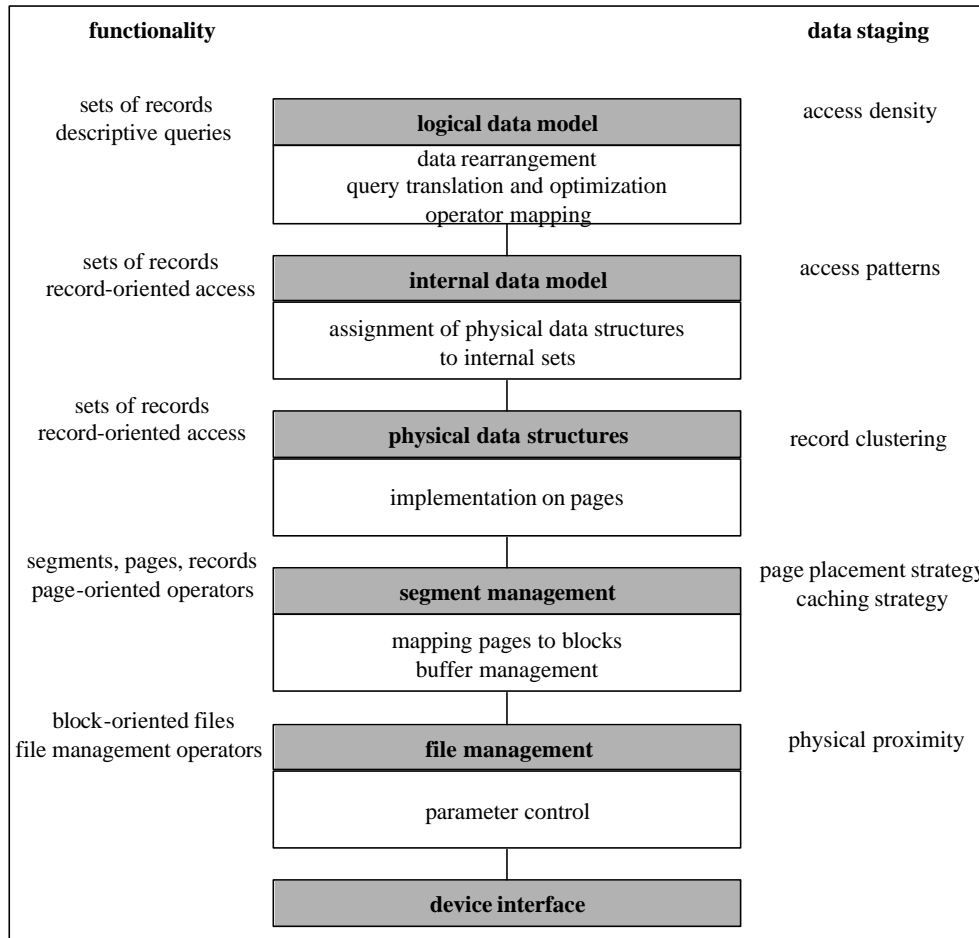 functionality
data staging
sets of records
descriptive queries
logical data model
access density
data rearrangement
query translation and optimization
operator mapping
sets of records
record-oriented access
internal data model
access patterns
assignment of physical data structures
to internal sets
sets of records
record-oriented access
physical data structures
record clustering
implementation on pages
segments, pages, records
page-oriented operators
segment management
page placement strategy
caching strategy
mapping pages to blocks
buffer management
block-oriented files
file management operators
file management
physical proximity
parameter control
device interface